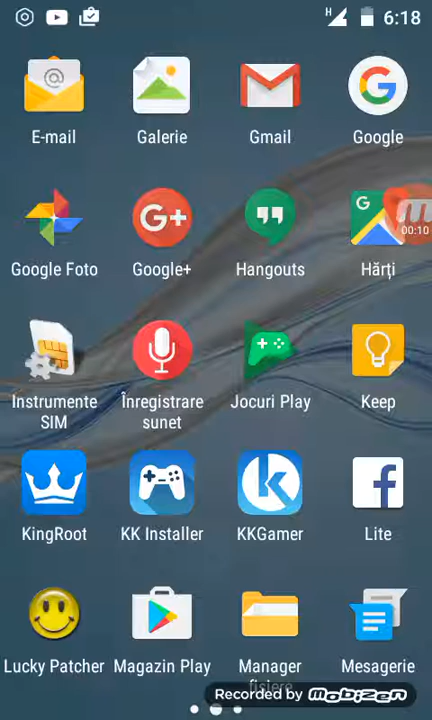 H 6:18
E-mail Galerie Gmail Google
G
G+
00:10
Google Foto Google+ Hangouts Hărți
Instrumente Înregistrare Jocuri Play Keep
SIM sunet
KingRoot KK Installer KKGamer Lite
Lucky Patcher Magazin Play Manager Mesagerie
fișiere
Recorded by mobizen